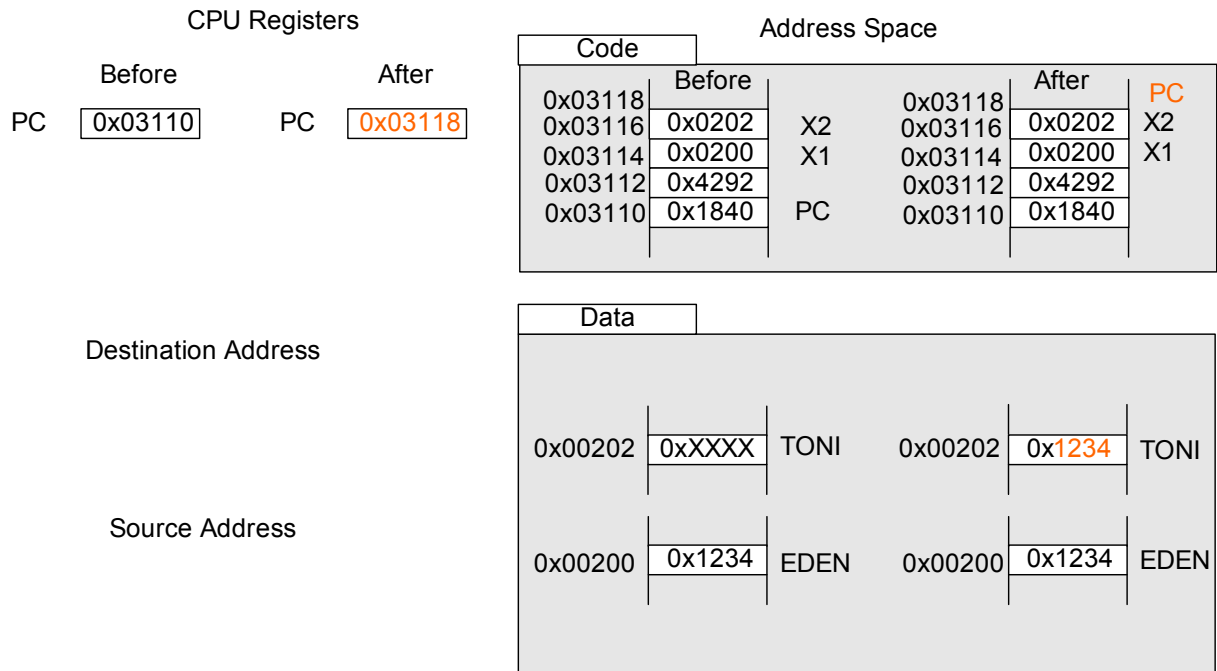 CPU Registers
Address Space
Code
Before
After
PC 0x03110
PC 0x03118
Before
After
0x03118
0x03118 PC
0x03116 0x0202 X2
0x03116 0x0202 X2
0x03114 0x0200 X1
0x03114 0x0200 X1
0x03112 0x4292
0x03112 0x4292
0x03110 0x1840 PC
0x03110 0x1840
Data
Destination Address
0x00202 0xXXXX TONI
0x00202 0x1234 TONI
Source Address
0x00200 0x1234 EDEN
0x00200 0x1234 EDEN